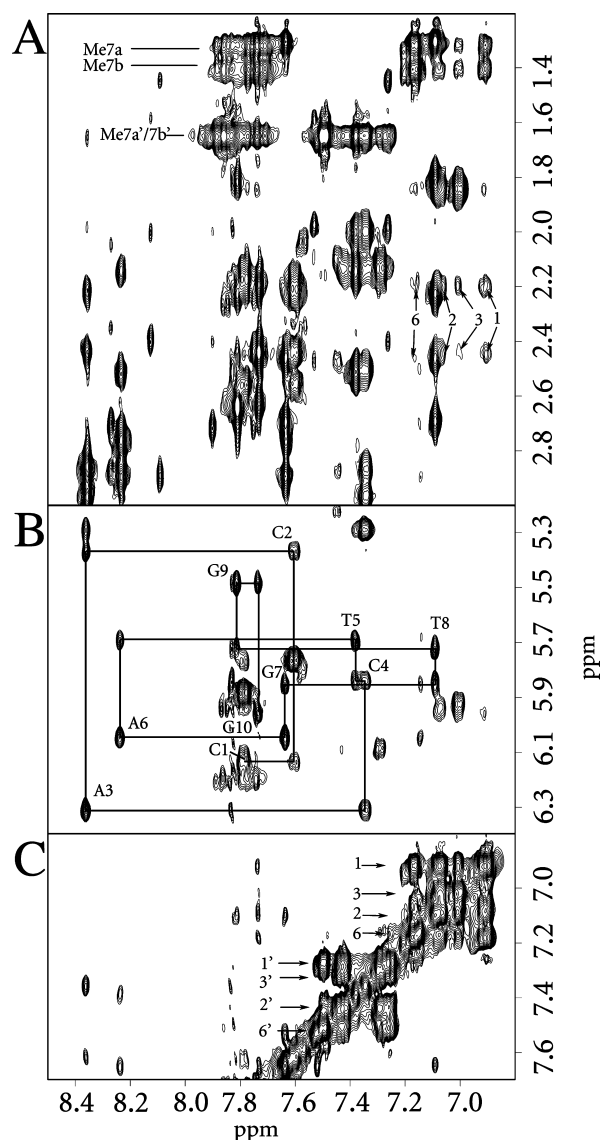 A
Me7a
Me7b
Me7a'/7b'
6 2 3 1
1.4
1.6
1.8
2.0
2.2
2.4
2.6
2.8
B
C2
G9
T5 T8
G7 C4
A6 G10
C1
A3
5.3
5.5
5.7
5.9
6.1
6.3
ppm
C
1
3
2
6
1'
3'
2'
6'
7.0
7.2
7.4
7.6
8.4 8.2 8.0 7.8 7.6 7.4 7.2 7.0
ppm